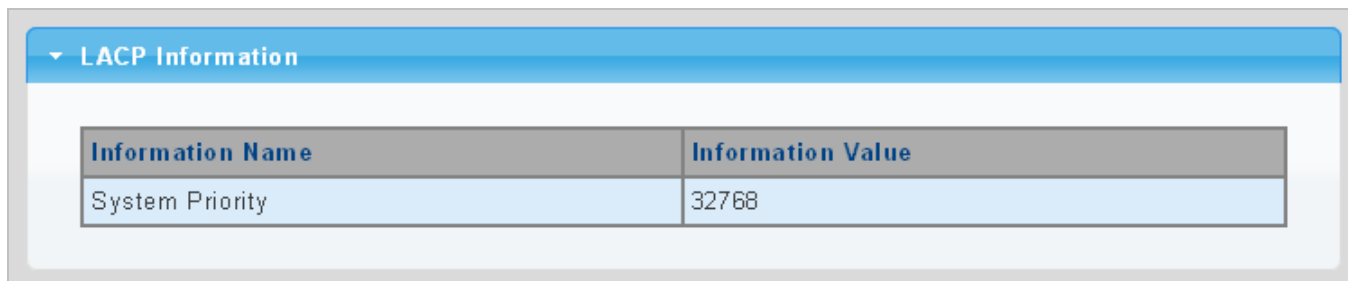 LACP Information
Information Name Information Value
System Priority 32768